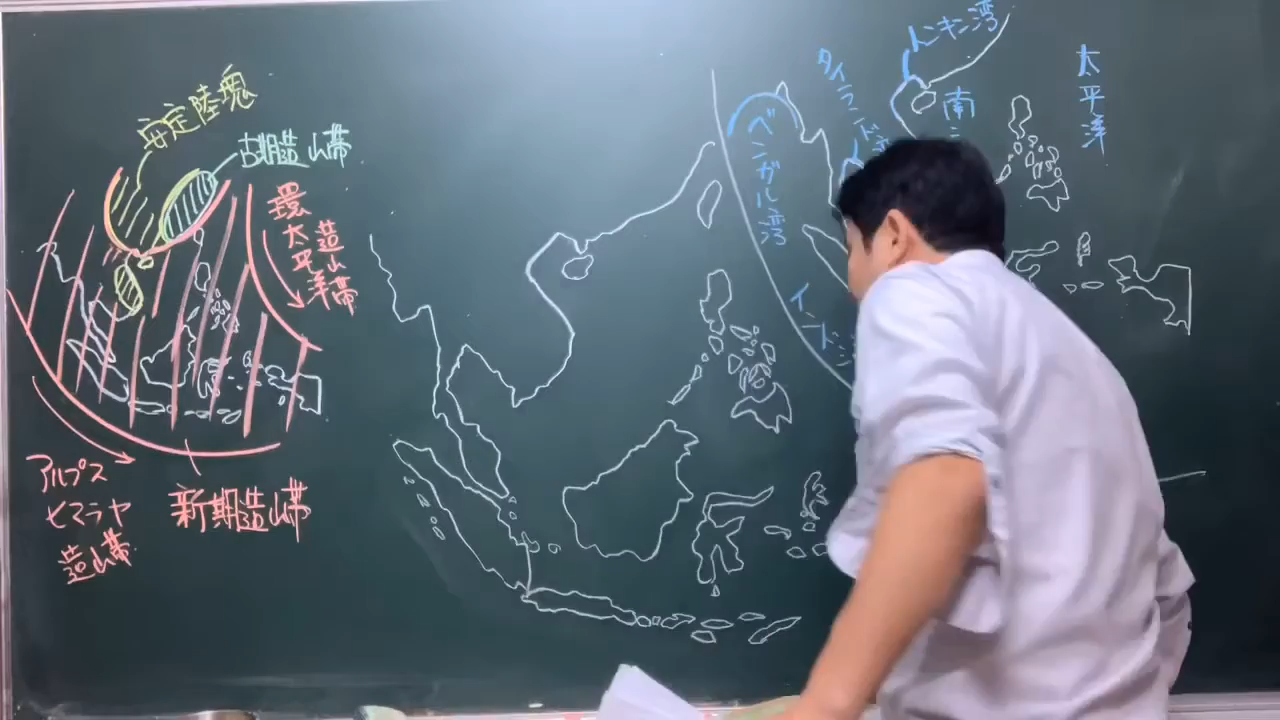 安定陸塊
古期造山帯
環太平洋
造山帯
アルプス
ヒマラヤ
造山帯
新期造山帯
ベンガル湾
タイランド
トンキン湾
南シ
太平洋
インド